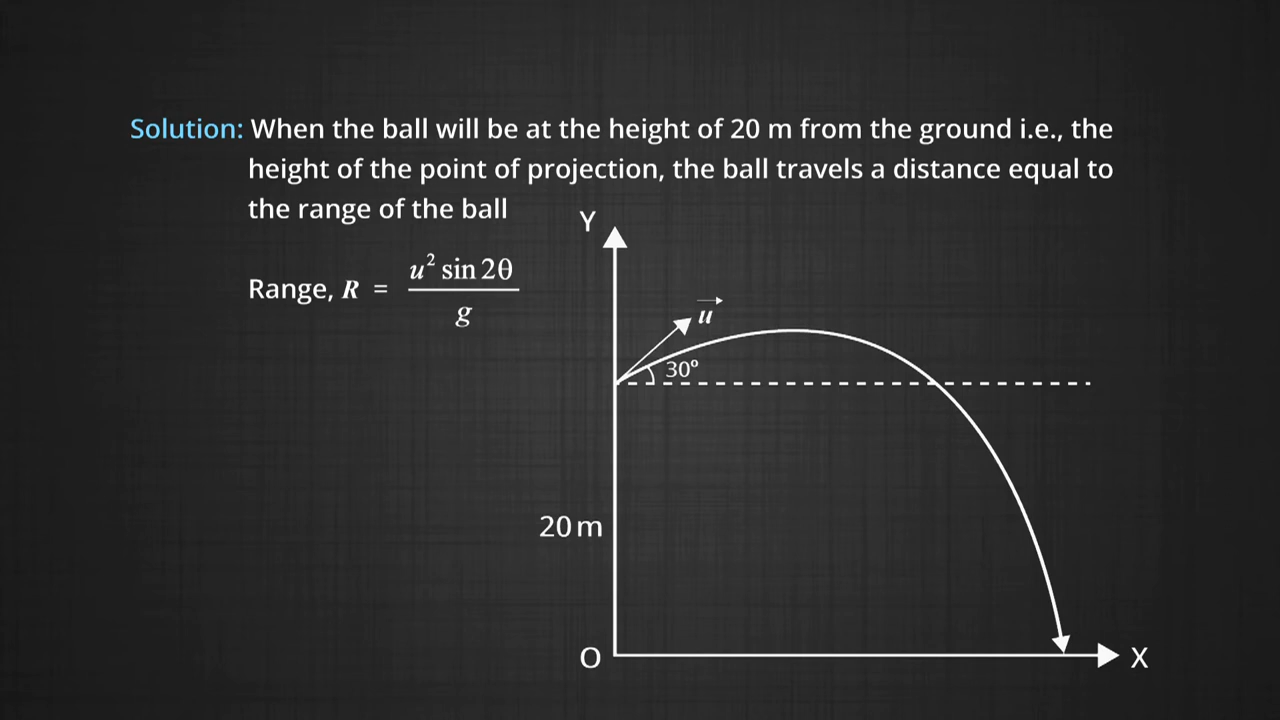 Solution: When the ball will be at the height of 20 m from the ground i.e., the
height of the point of projection, the ball travels a distance equal to
the range of the ball
Range, R = u² sin 2θ / g
Y
u⃗
30º
20 m
O
X